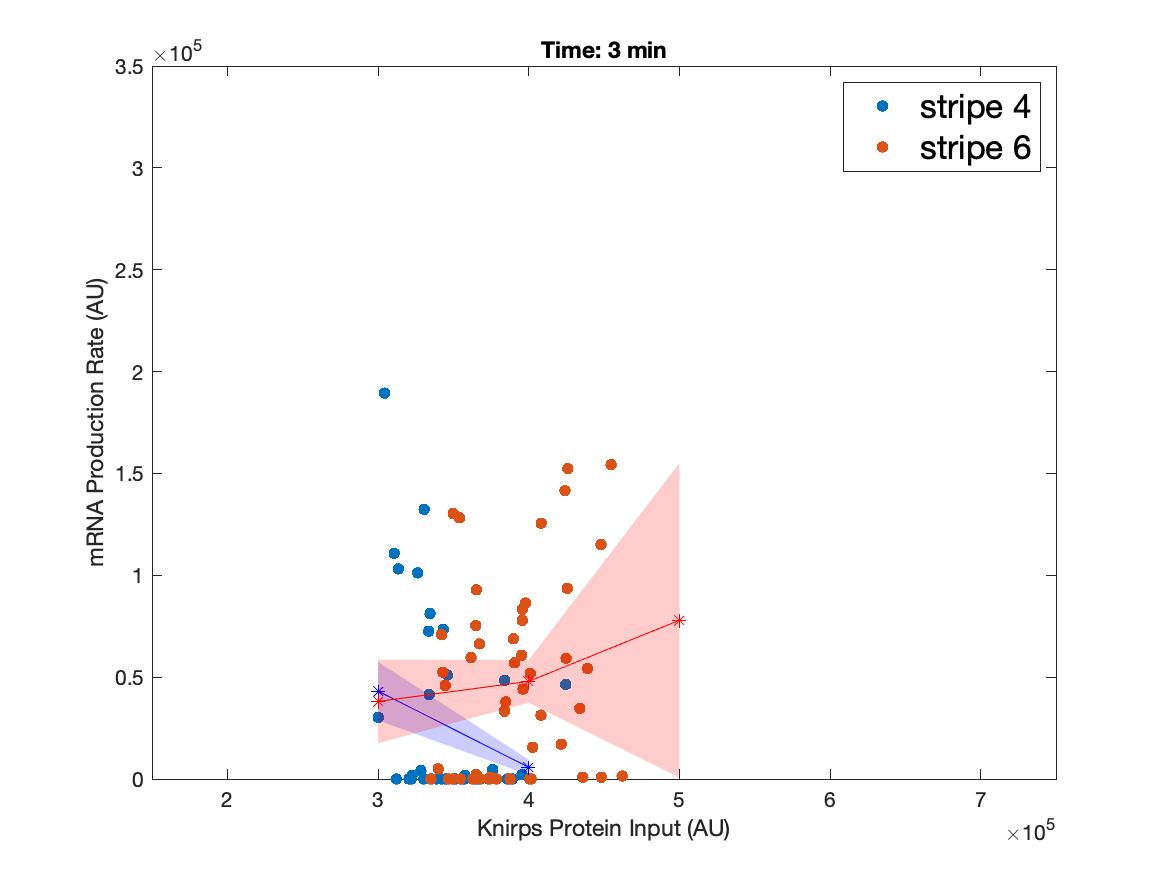 Time: 3 min
×10^5
3.5
3
2.5
2
1.5
1
0.5
0
mRNA Production Rate (AU)
stripe 4
stripe 6
2 3 4 5 6 7
Knirps Protein Input (AU)
×10^5